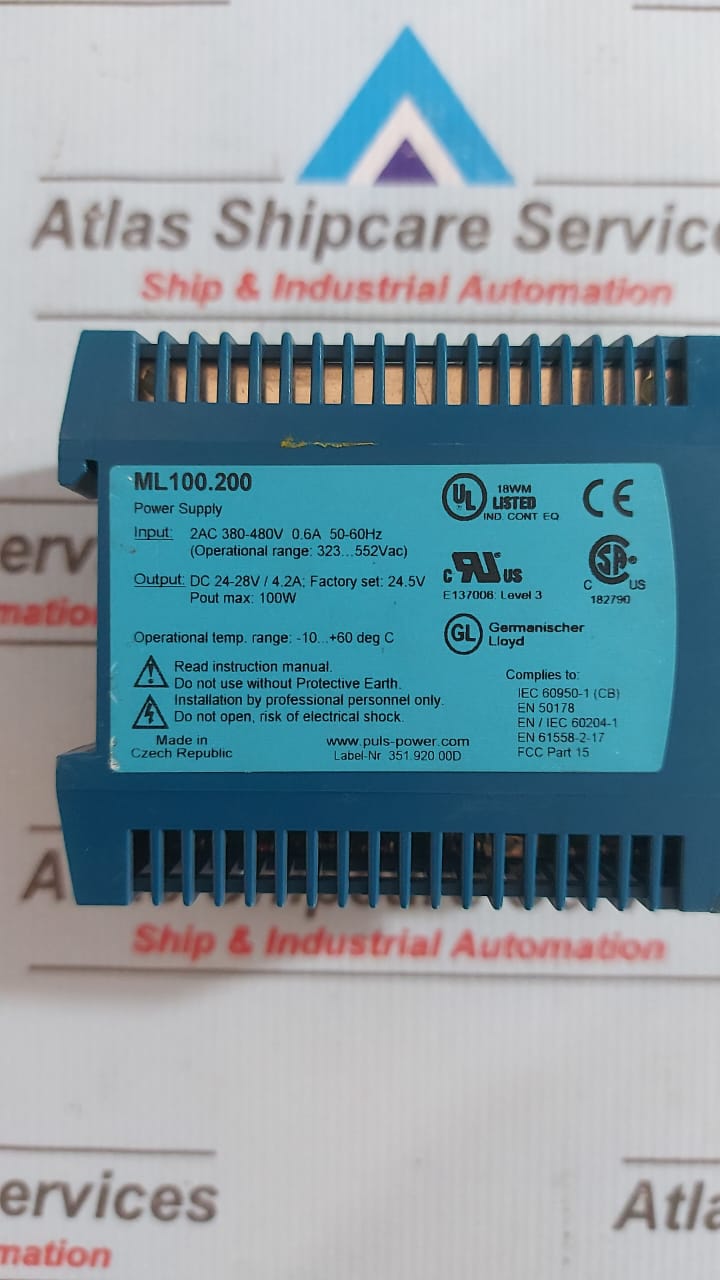 Atlas Shipcare Servic
Ship & Industrial Automation
ML100.200
Power Supply
Input: 2AC 380-480V 0.6A 50-60Hz
(Operational range: 323...552Vac)
Output: DC 24-28V / 4.2A; Factory set: 24.5V
Pout max: 100W
Operational temp. range: -10...+60 deg C
Read instruction manual.
Do not use without Protective Earth.
Installation by professional personnel only.
Do not open, risk of electrical shock.
Made in
Czech Republic
www.puls-power.com
Label-Nr 351.920.00D
UL 18WM
LISTED
IND. CONT EQ
CE
c RU US
E137006: Level 3
C SA US
182790
GL Germanischer
Lloyd
Complies to:
IEC 60950-1 (CB)
EN 50178
EN / IEC 60204-1
EN 61558-2-17
FCC Part 15
erv
matio
A
Ship & Industrial Automation
ervices
mation
Atla